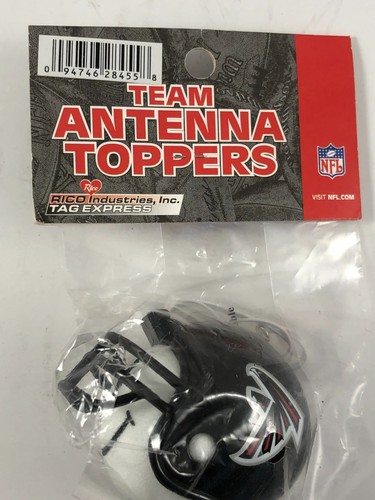 0 94746 28455 8
TEAM
ANTENNA
TOPPERS
Rico
RICO Industries, Inc.
TAG EXPRESS
NFL
VISIT NFL.COM